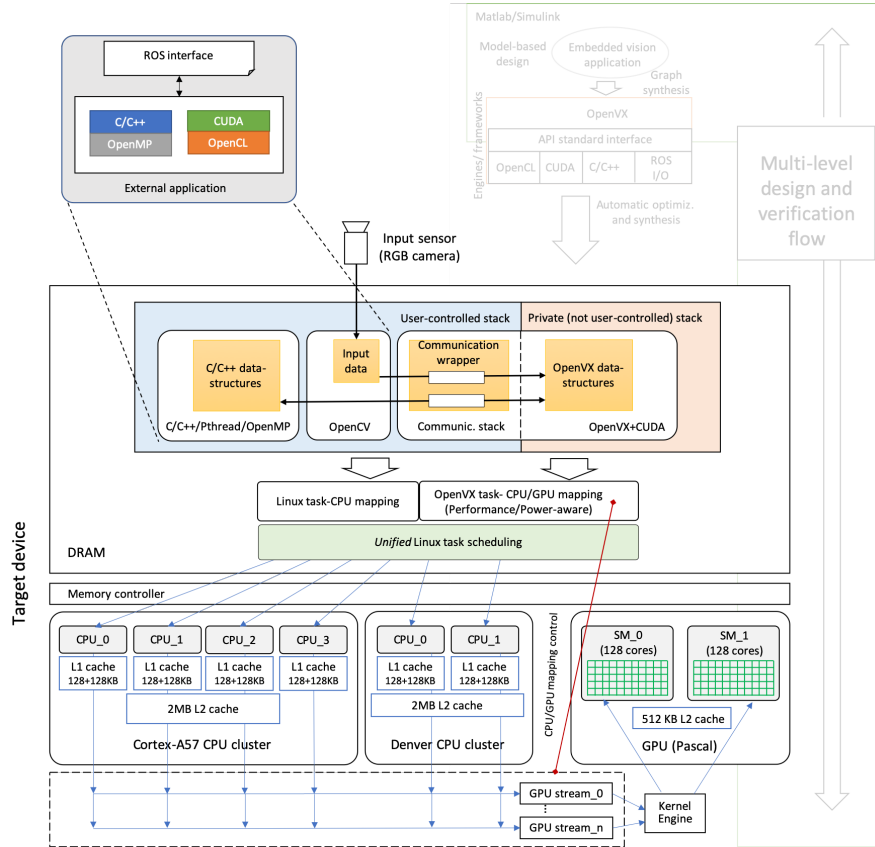 ROS interface
C/C++
CUDA
OpenMP
OpenCL
External application
Matlab/Simulink
Model-based
design
Embedded vision
application
Graph
synthesis
Engines/ frameworks
OpenVX
API standard interface
OpenCL
CUDA
C/C++
ROS
I/O
Automatic optimiz.
and synthesis
Multi-level
design and
verification
flow
Input sensor
(RGB camera)
Target device
User-controlled stack
Private (not user-controlled) stack
C/C++ data-
structures
C/C++/Pthread/OpenMP
Input
data
OpenCV
Communication
wrapper
Communic. stack
OpenVX data-
structures
OpenVX+CUDA
Linux task-CPU mapping
OpenVX task- CPU/GPU mapping
(Performance/Power-aware)
Unified Linux task scheduling
DRAM
Memory controller
CPU_0
CPU_1
CPU_2
CPU_3
L1 cache
128+128KB
L1 cache
128+128KB
L1 cache
128+128KB
L1 cache
128+128KB
2MB L2 cache
Cortex-A57 CPU cluster
CPU_0
CPU_1
L1 cache
128+128KB
L1 cache
128+128KB
2MB L2 cache
Denver CPU cluster
CPU/GPU mapping control
SM_0
(128 cores)
SM_1
(128 cores)
512 KB L2 cache
GPU (Pascal)
GPU stream_0
GPU stream_n
Kernel
Engine